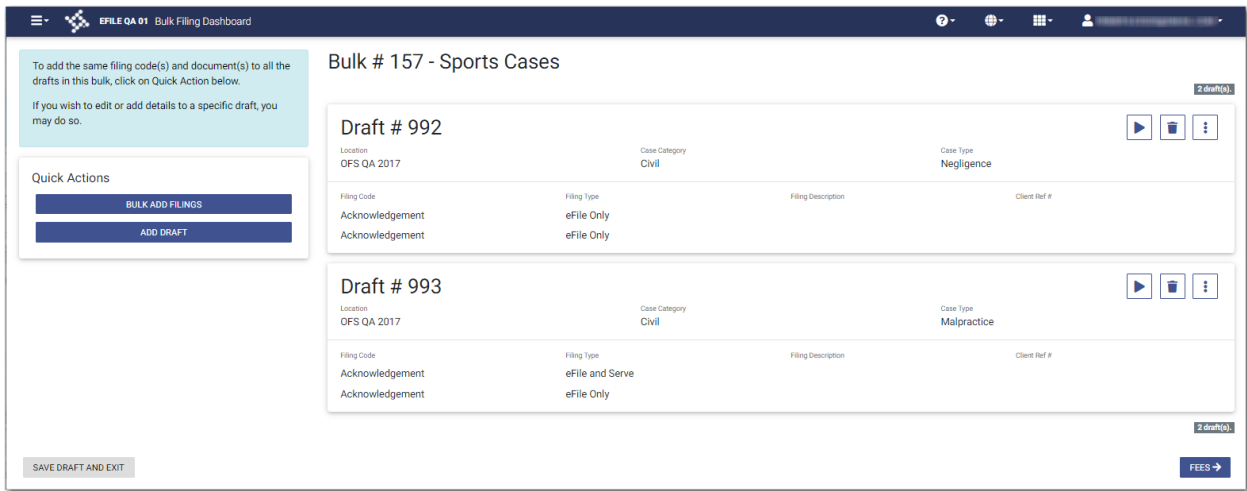 EFILE QA 01 Bulk Filing Dashboard
To add the same filing code(s) and document(s) to all the
drafts in this bulk, click on Quick Action below.
If you wish to edit or add details to a specific draft, you
may do so.
Quick Actions
BULK ADD FILINGS
ADD DRAFT
Bulk # 157 - Sports Cases
2 draft(s).
Draft # 992
Location Case Category Case Type
OFS QA 2017 Civil Negligence
Filing Code Filing Type Filing Description Client Ref #
Acknowledgement eFile Only
Acknowledgement eFile Only
Draft # 993
Location Case Category Case Type
OFS QA 2017 Civil Malpractice
Filing Code Filing Type Filing Description Client Ref #
Acknowledgement eFile and Serve
Acknowledgement eFile Only
2 draft(s).
SAVE DRAFT AND EXIT
FEES →